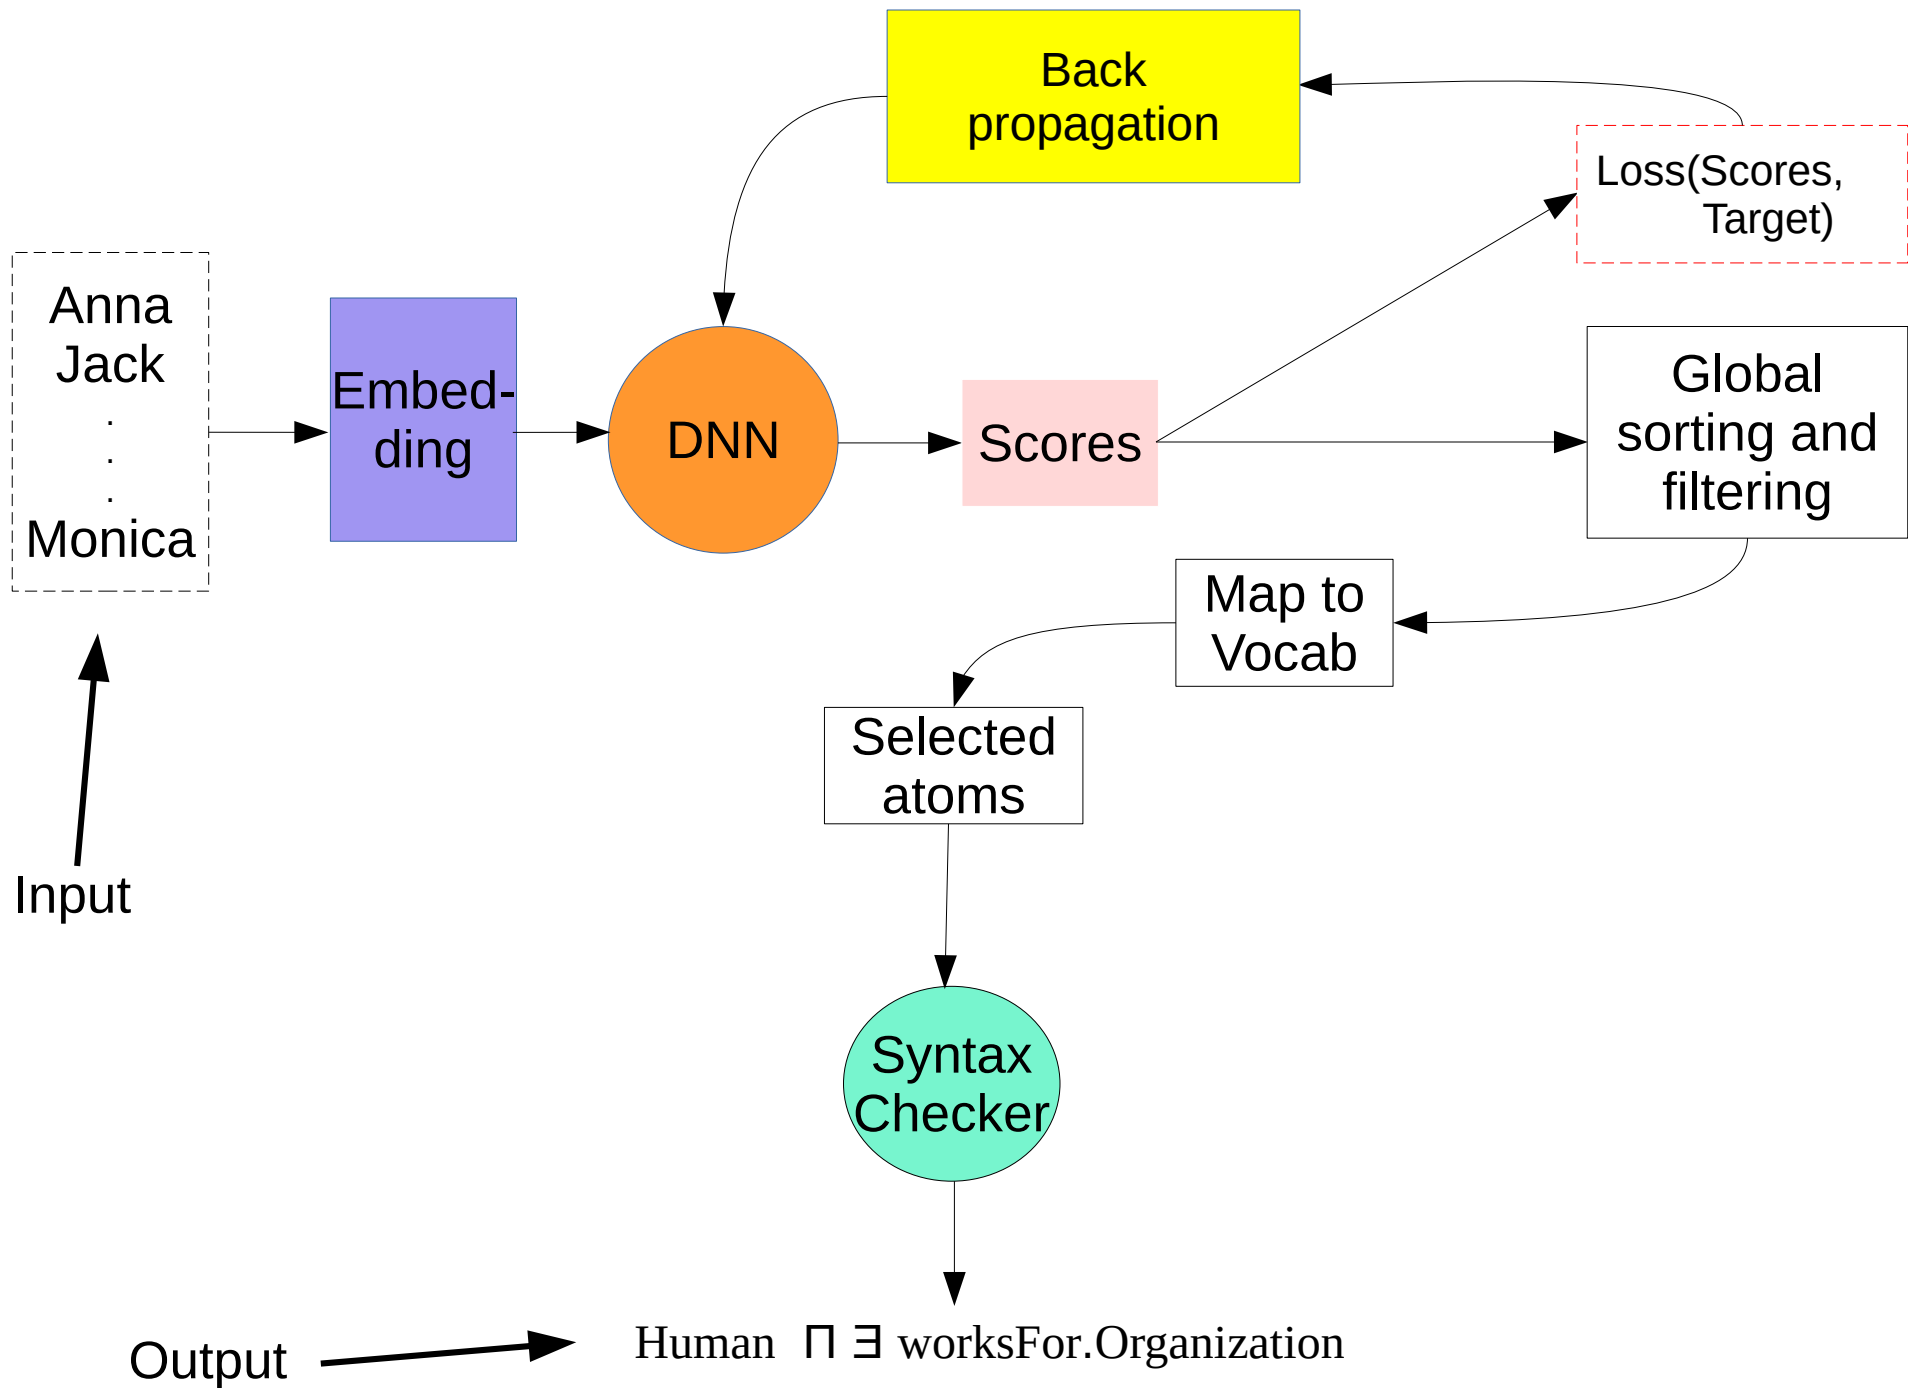 Back
propagation
Loss(Scores,
Target)
Anna
Jack
.
.
.
Monica
Embed-
ding
DNN
Scores
Global
sorting and
filtering
Map to
Vocab
Selected
atoms
Input
Syntax
Checker
Output
Human ⊓ ∃ worksFor.Organization